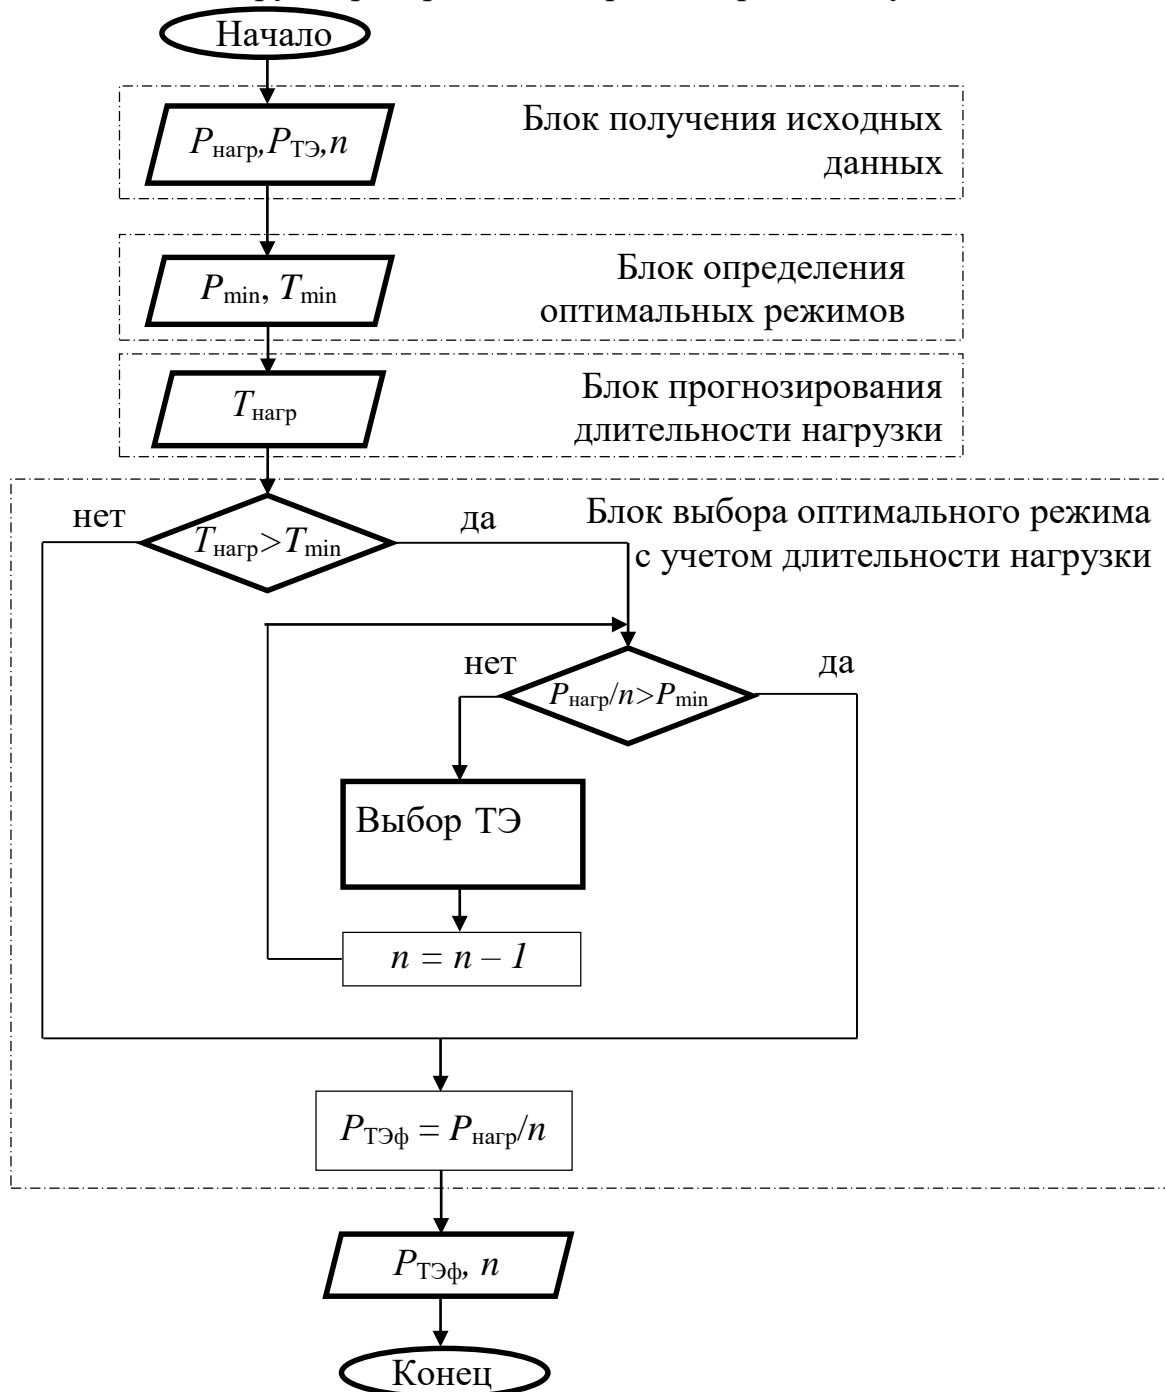 Начало
Блок получения исходных
данных
Pнагр,PТЭ,n
Блок определения
оптимальных режимов
Pmin, Tmin
Блок прогнозирования
длительности нагрузки
Tнагр
Блок выбора оптимального режима
с учетом длительности нагрузки
нет
да
Tнагр>Tmin
нет
да
Pнагр/n>Pmin
Выбор ТЭ
n = n – 1
PТЭф = Pнагр/n
PТЭф, n
Конец